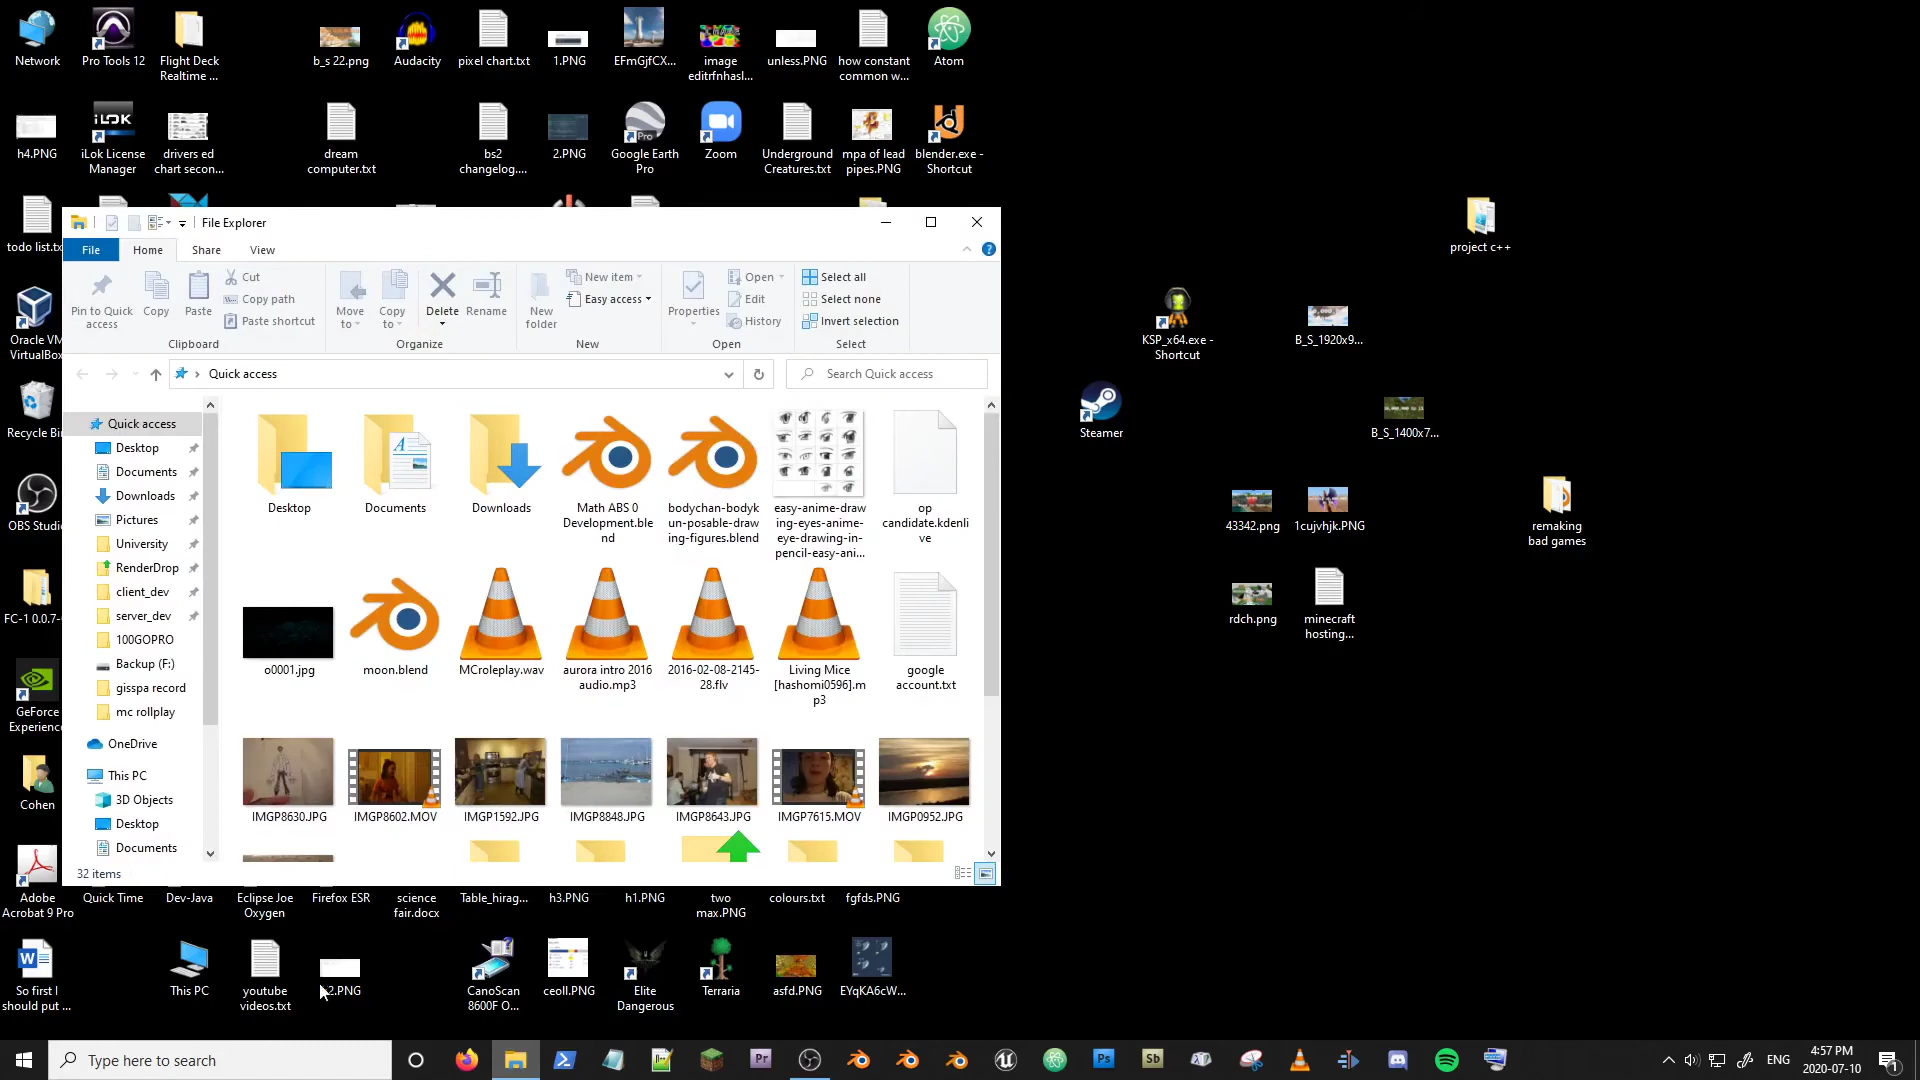 Network
Pro Tools 12
Flight Deck
Realtime ...
b_s 22.png
Audacity
pixel chart.txt
1.PNG
EFmGjfCX...
image
editrfnhasl...
unless.PNG
how constant
common w...
Atom
h4.PNG
iLok License
Manager
drivers ed
chart secon...
dream
computer.txt
bs2
changelog....
2.PNG
Google Earth
Pro
Zoom
Underground
Creatures.txt
mpa of lead
pipes.PNG
blender.exe -
Shortcut
todo list.tx
File Explorer
File
Home
Share
View
Pin to Quick
access
Copy
Paste
Cut
Copy path
Paste shortcut
Clipboard
Move
to
Copy
to
Delete
Rename
Organize
New
folder
New item
Easy access
New
Properties
Open
Edit
History
Open
Select all
Select none
Invert selection
Select
Quick access
Search Quick access
Quick access
Desktop
Documents
Downloads
Pictures
University
RenderDrop
client_dev
server_dev
100GOPRO
Backup (F:)
gisspa record
mc rollplay
OneDrive
This PC
3D Objects
Desktop
Documents
Desktop
Documents
Downloads
Math ABS 0
Development.ble
nd
bodychan-bodyk
un-posable-draw
ing-figures.blend
easy-anime-draw
ing-eyes-anime-
eye-drawing-in-
pencil-easy-ani...
op
candidate.kdenli
ve
o0001.jpg
moon.blend
MCroleplay.wav
aurora intro 2016
audio.mp3
2016-02-08-2145-
28.flv
Living Mice
[hashomi0596].m
p3
google
account.txt
IMGP8630.JPG
IMGP8602.MOV
IMGP1592.JPG
IMGP8848.JPG
IMGP8643.JPG
IMGP7615.MOV
IMGP0952.JPG
32 items
Oracle VM
VirtualBox
Recycle Bin
OBS Studio
FC-1 0.0.7-
GeForce
Experience
Cohen
Adobe
Acrobat 9 Pro
Quick Time
Dev-Java
Eclipse Joe
Oxygen
Firefox ESR
science
fair.docx
Table_hirag...
h3.PNG
h1.PNG
two
max.PNG
colours.txt
fgfds.PNG
So first I
should put ...
This PC
youtube
videos.txt
2.PNG
CanoScan
8600F O...
ceoll.PNG
Elite
Dangerous
Terraria
asfd.PNG
EYqKA6cW...
project c++
KSP_x64.exe -
Shortcut
B_S_1920x9...
Steamer
B_S_1400x7...
43342.png
1cujvhjk.PNG
remaking
bad games
rdch.png
minecraft
hosting...
Type here to search
Pr
Ps
Sb
ENG
4:57 PM
2020-07-10
1